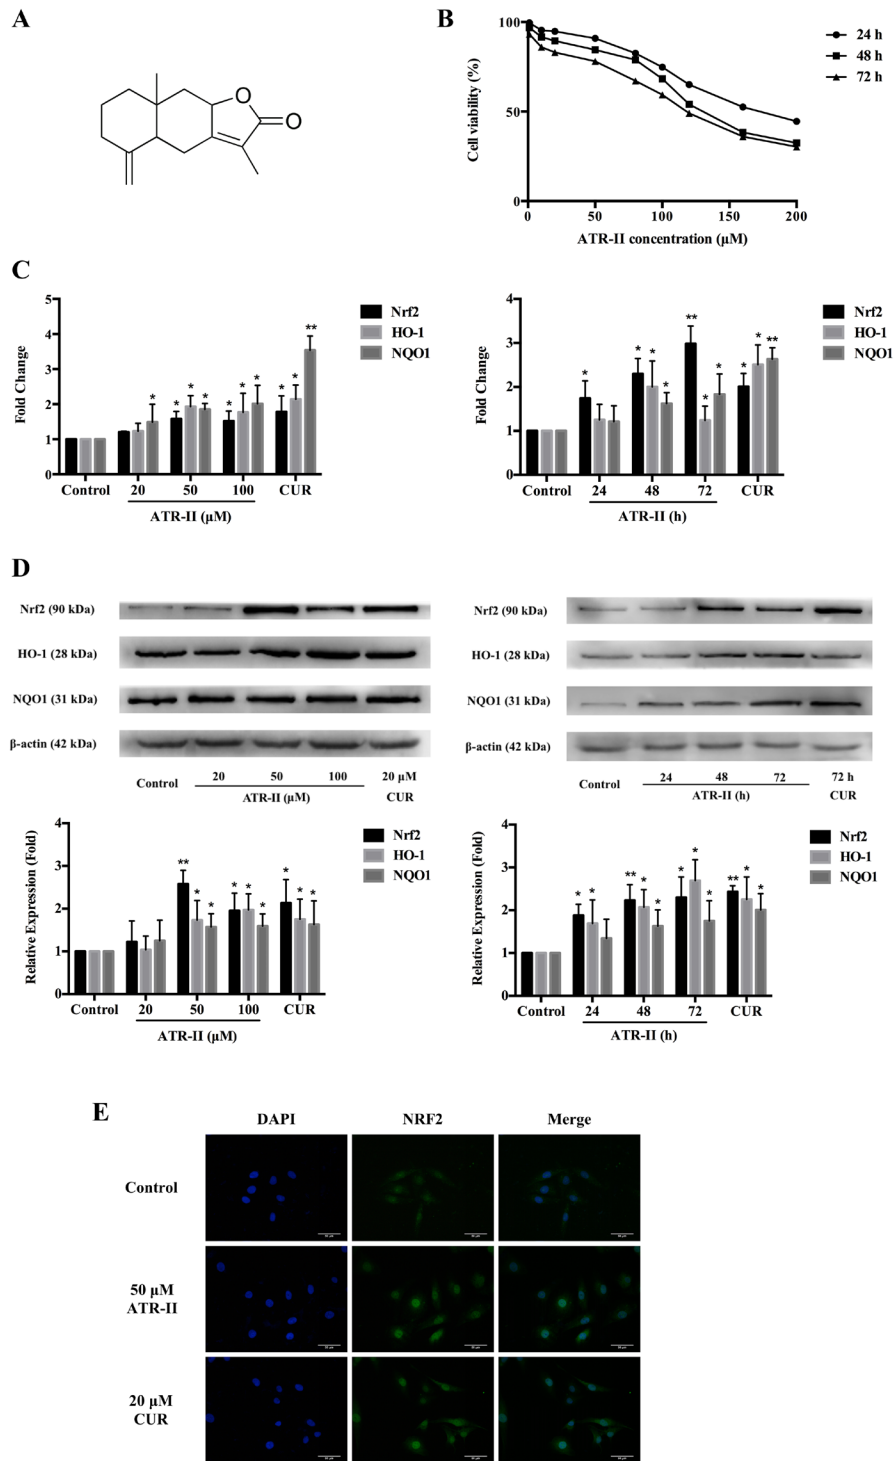 A
O
O
B
Cell viability (%)
100
50
0
0 50 100 150 200
ATR-II concentration (μM)
24 h
48 h
72 h
C
Fold Change
5
4
3
2
1
0
* * * * * * * * * **
Control 20 50 100 CUR
ATR-II (μM)
Nrf2
HO-1
NQO1
Fold Change
4
3
2
1
0
* * * * ** * * * * **
Control 24 48 72 CUR
ATR-II (h)
Nrf2
HO-1
NQO1
D
Nrf2 (90 kDa)
HO-1 (28 kDa)
NQO1 (31 kDa)
β-actin (42 kDa)
Control 20 50 100 20 μM
ATR-II (μM) CUR
Nrf2 (90 kDa)
HO-1 (28 kDa)
NQO1 (31 kDa)
β-actin (42 kDa)
Control 24 48 72 72 h
ATR-II (h) CUR
Relative Expression (Fold)
4
3
2
1
0
** * * * * * * * *
Control 20 50 100 CUR
ATR-II (μM)
Nrf2
HO-1
NQO1
Relative Expression (Fold)
4
3
2
1
0
* * ** * * * * * ** * *
Control 24 48 72 CUR
ATR-II (h)
Nrf2
HO-1
NQO1
E
DAPI NRF2 Merge
Control
50 μM
ATR-II
20 μM
CUR